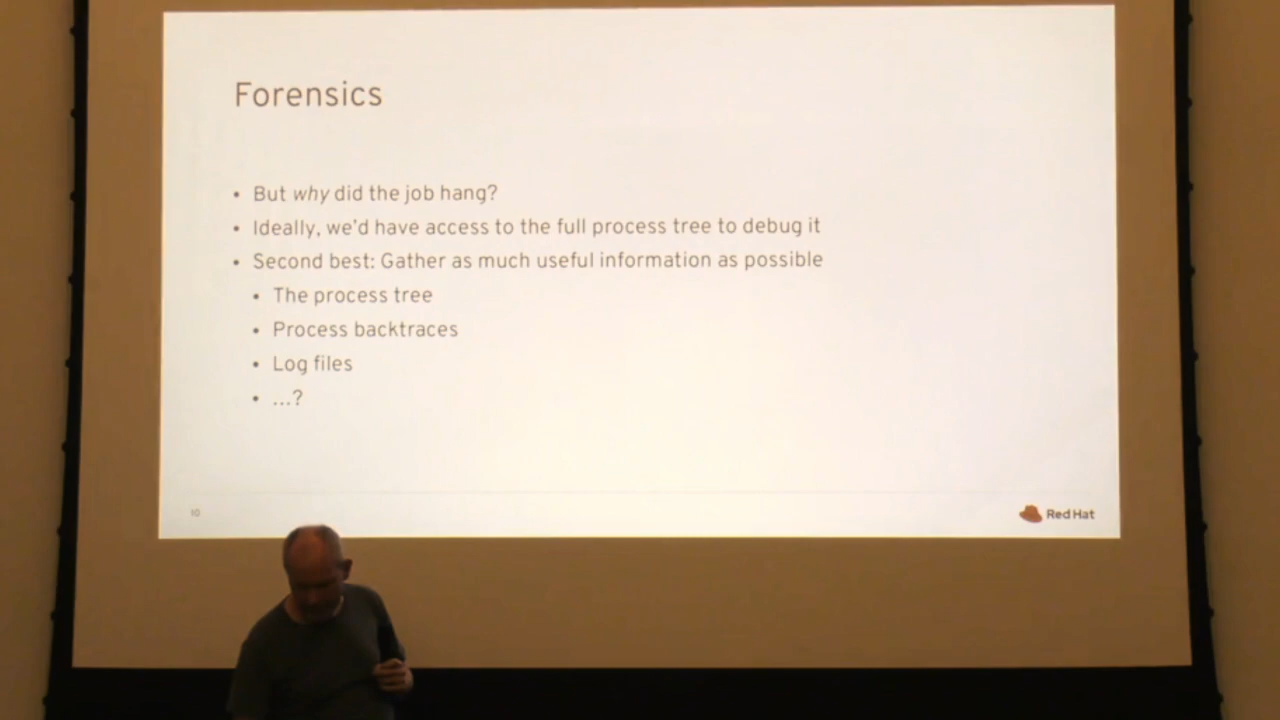 Forensics
• But why did the job hang?
• Ideally, we'd have access to the full process tree to debug it
• Second best: Gather as much useful information as possible
• The process tree
• Process backtraces
• Log files
• ...?
10
Red Hat